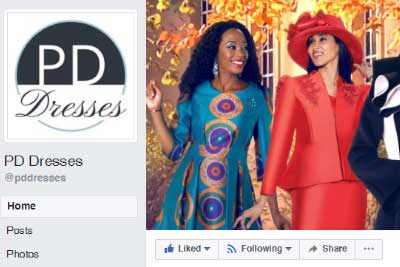 PD
Dresses
PD Dresses
@pddresses
Home
Posts
Photos
Liked Following Share ...